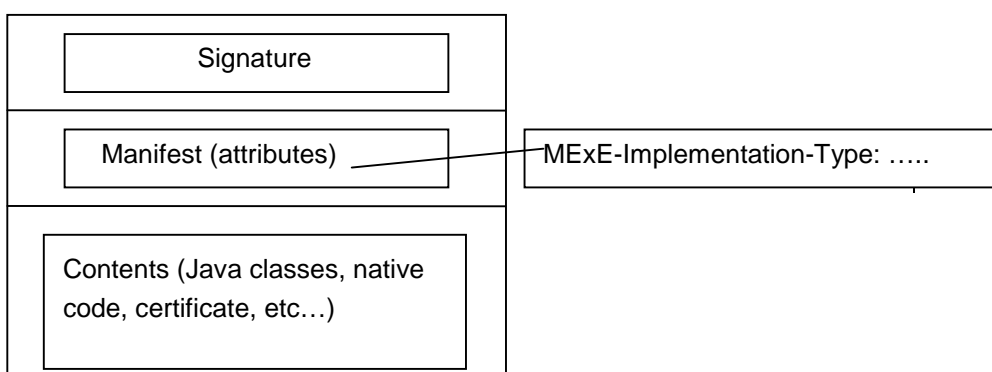 Signature
Manifest (attributes)
MExE-Implementation-Type: …..
Contents (Java classes, native
code, certificate, etc…)